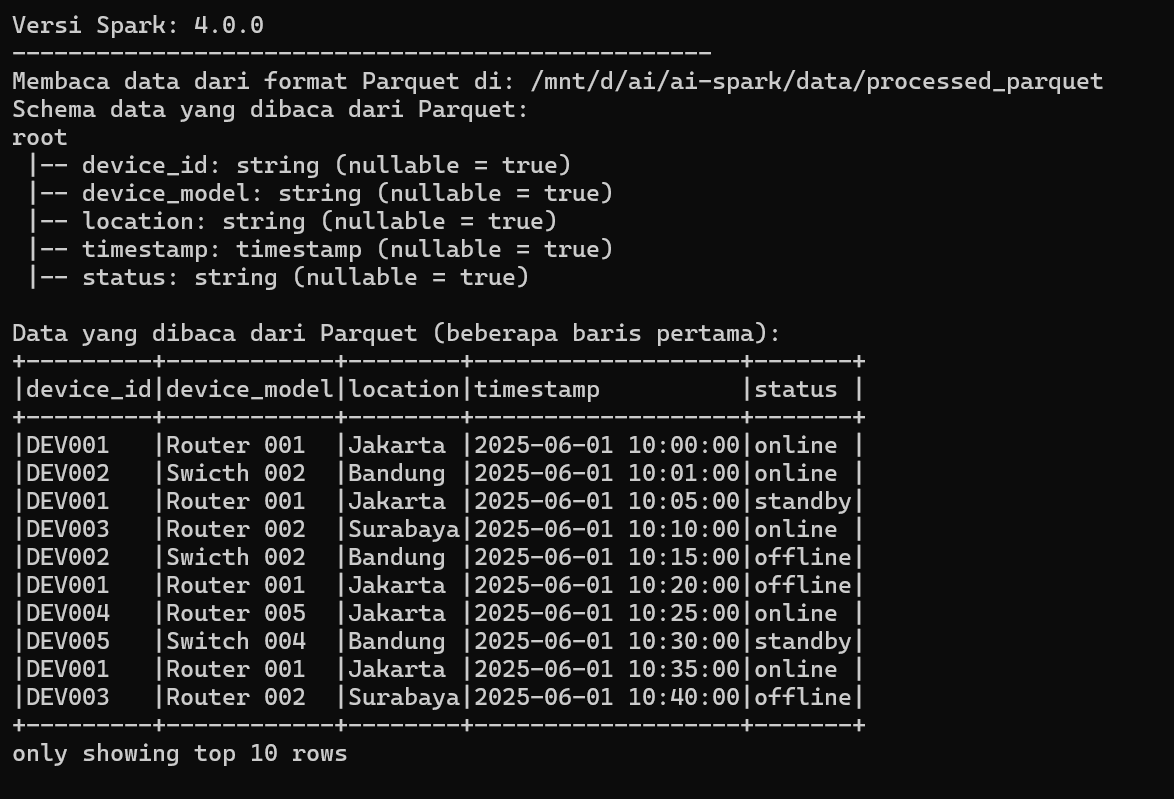 Versi Spark: 4.0.0
--------------------------------------------------
Membaca data dari format Parquet di: /mnt/d/ai/ai-spark/data/processed_parquet
Schema data yang dibaca dari Parquet:
root
 |-- device_id: string (nullable = true)
 |-- device_model: string (nullable = true)
 |-- location: string (nullable = true)
 |-- timestamp: timestamp (nullable = true)
 |-- status: string (nullable = true)

Data yang dibaca dari Parquet (beberapa baris pertama):
+---------+------------+--------+-------------------+-------+
|device_id|device_model|location|timestamp          |status |
+---------+------------+--------+-------------------+-------+
|DEV001   |Router 001  |Jakarta |2025-06-01 10:00:00|online |
|DEV002   |Swicth 002  |Bandung |2025-06-01 10:01:00|online |
|DEV001   |Router 001  |Jakarta |2025-06-01 10:05:00|standby|
|DEV003   |Router 002  |Surabaya|2025-06-01 10:10:00|online |
|DEV002   |Swicth 002  |Bandung |2025-06-01 10:15:00|offline|
|DEV001   |Router 001  |Jakarta |2025-06-01 10:20:00|offline|
|DEV004   |Router 005  |Jakarta |2025-06-01 10:25:00|online |
|DEV005   |Switch 004  |Bandung |2025-06-01 10:30:00|standby|
|DEV001   |Router 001  |Jakarta |2025-06-01 10:35:00|online |
|DEV003   |Router 002  |Surabaya|2025-06-01 10:40:00|offline|
+---------+------------+--------+-------------------+-------+
only showing top 10 rows